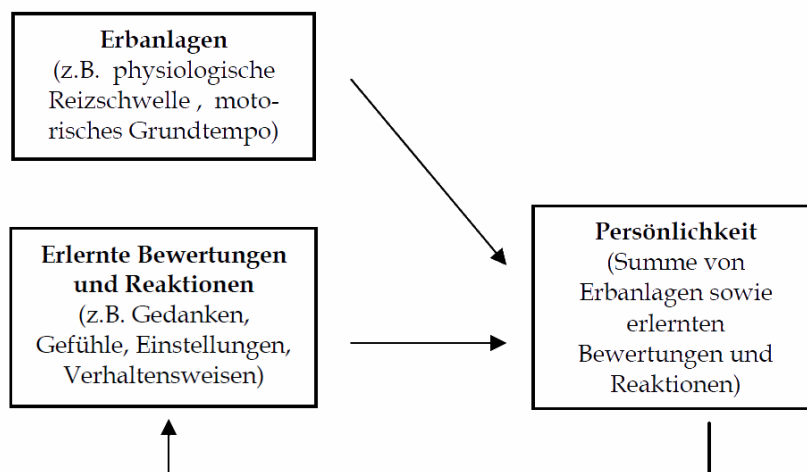 Erbanlagen
(z.B. physiologische
Reizschwelle , moto-
risches Grundtempo)
Erlernte Bewertungen
und Reaktionen
(z.B. Gedanken,
Gefühle, Einstellungen,
Verhaltensweisen)
Persönlichkeit
(Summe von
Erbanlagen sowie
erlernten
Bewertungen und
Reaktionen)